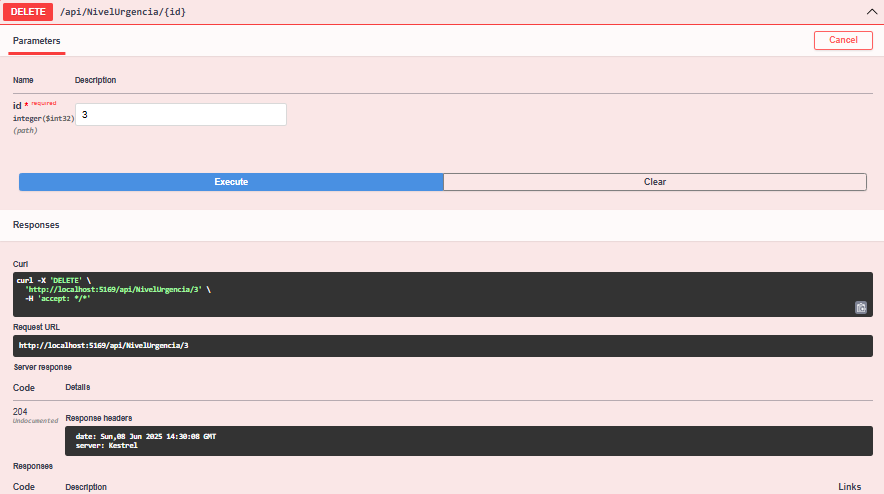 DELETE /api/NivelUrgencia/{id}
Parameters Cancel
Name Description
id * required 3
integer($int32)
(path)
Execute Clear
Responses
Curl
curl -X 'DELETE' \
'http://localhost:5169/api/NivelUrgencia/3' \
-H 'accept: */*'
Request URL
http://localhost:5169/api/NivelUrgencia/3
Server response
Code Details
204
Undocumented
Response headers
date: Sun,08 Jun 2025 14:30:08 GMT
server: Kestrel
Responses
Code Description Links